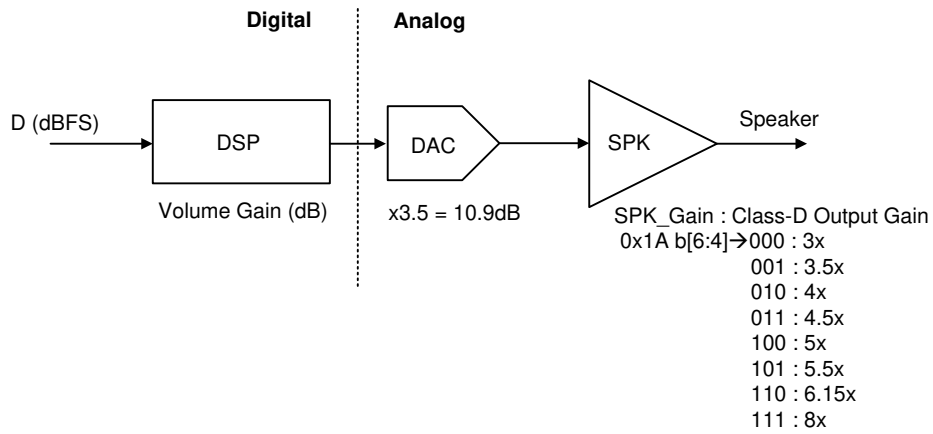 Digital Analog
D (dBFS)
DSP
DAC
SPK
Speaker
Volume Gain (dB)
x3.5 = 10.9dB
SPK_Gain : Class-D Output Gain
0x1A b[6:4]→000 : 3x
001 : 3.5x
010 : 4x
011 : 4.5x
100 : 5x
101 : 5.5x
110 : 6.15x
111 : 8x